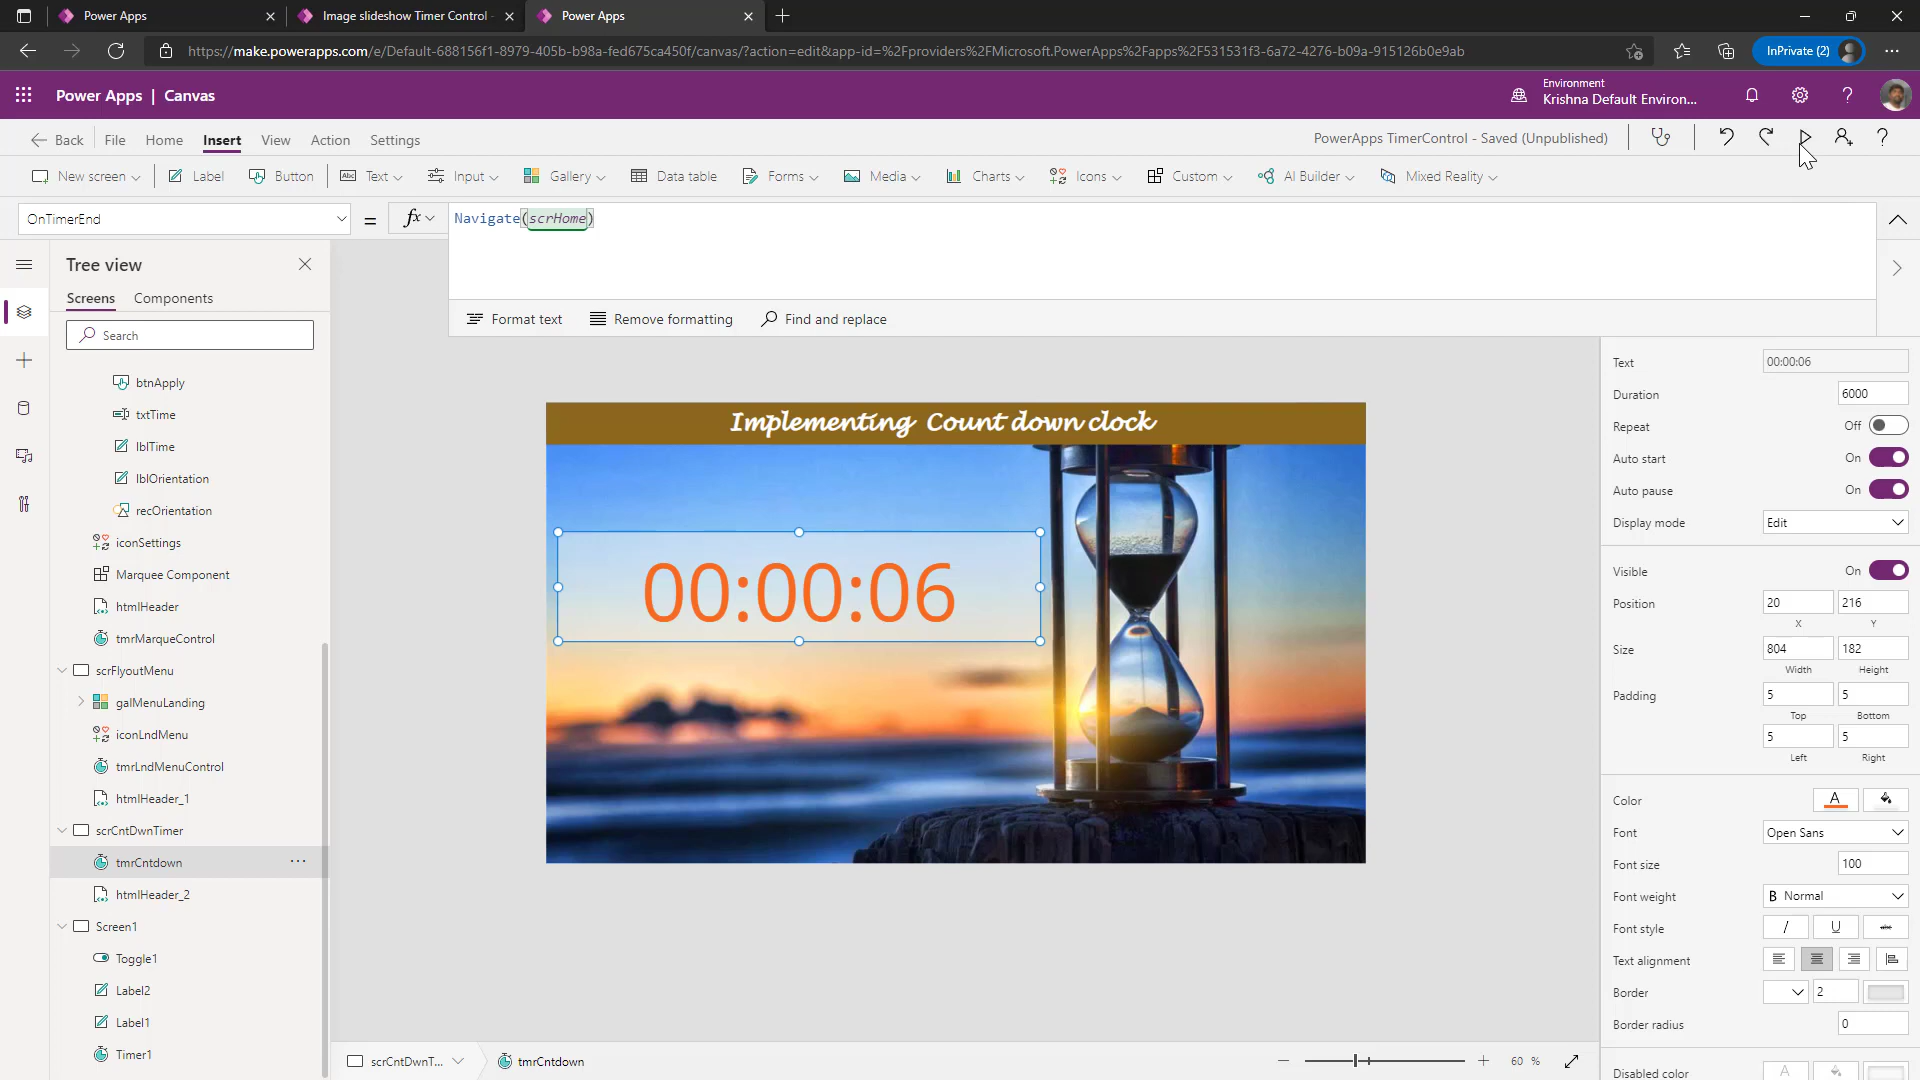 Power Apps
Image slideshow Timer Control -
Power Apps
https://make.powerapps.com/e/Default-688156f1-8979-405b-b98a-fed675ca450f/canvas/?action=edit&app-id=%2Fproviders%2FMicrosoft.PowerApps%2Fapps%2F531531f3-6a72-4276-b09a-915126b0e9ab
InPrivate (2)
Power Apps | Canvas
Environment
Krishna Default Environ...
Back File Home Insert View Action Settings
PowerApps TimerControl - Saved (Unpublished)
New screen Label Button Text Input Gallery Data table Forms Media Charts Icons Custom AI Builder Mixed Reality
OnTimerEnd = fx Navigate(scrHome)
Format text Remove formatting Find and replace
Tree view
Screens Components
Search
btnApply
txtTime
lblTime
lblOrientation
recOrientation
iconSettings
Marquee Component
htmlHeader
tmrMarqueControl
scrFlyoutMenu
galMenuLanding
iconLndMenu
tmrLndMenuControl
htmlHeader_1
scrCntDwnTimer
tmrCntdown
htmlHeader_2
Screen1
Toggle1
Label2
Label1
Timer1
Implementing Count down clock
00:00:06
Text 00:00:06
Duration 6000
Repeat Off
Auto start On
Auto pause On
Display mode Edit
Visible On
Position 20 216
X Y
Size 804 182
Width Height
Padding 5 5
Top Bottom
5 5
Left Right
Color A
Font Open Sans
Font size 100
Font weight B Normal
Font style / U abc
Text alignment
Border 2
Border radius 0
Disabled color A
scrCntDwnT... tmrCntdown
60 %